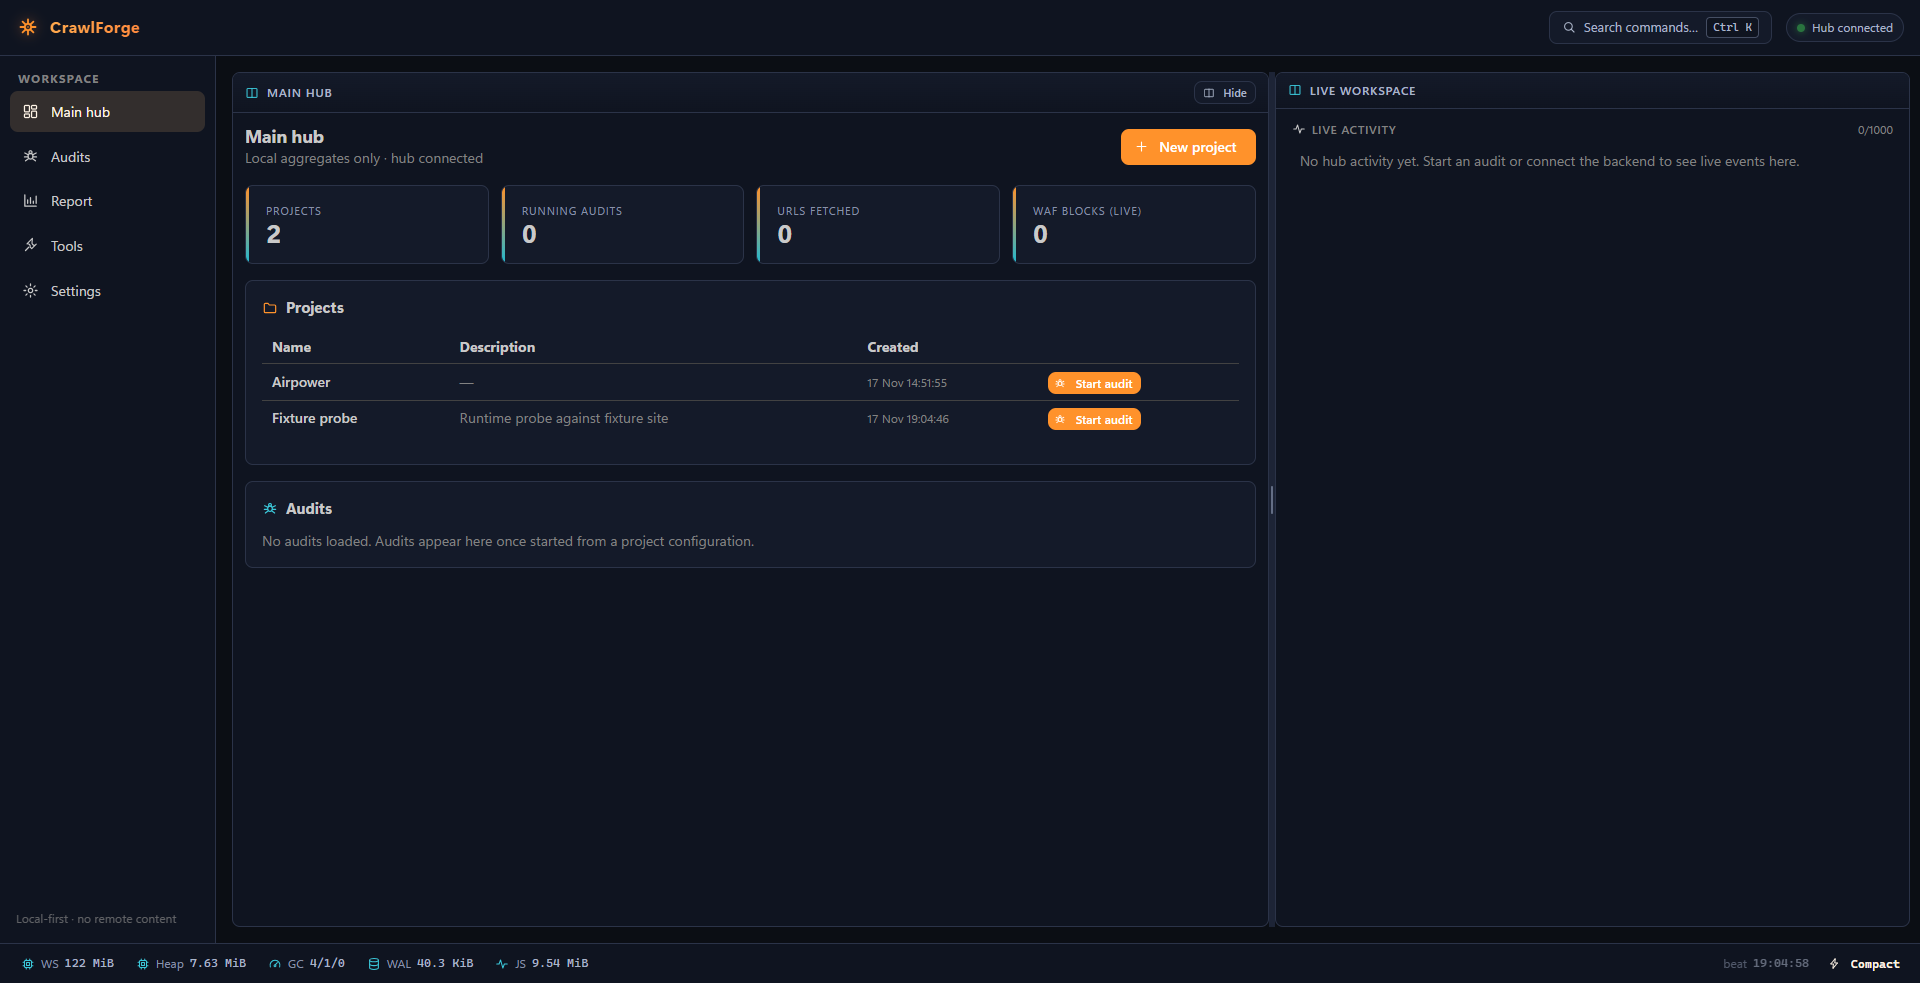 CrawlForge
Search commands... Ctrl K
Hub connected
WORKSPACE
Main hub
Audits
Report
Tools
Settings
Local-first · no remote content
MAIN HUB
Hide
Main hub
Local aggregates only · hub connected
New project
PROJECTS
2
RUNNING AUDITS
0
URLS FETCHED
0
WAF BLOCKS (LIVE)
0
Projects
Name Description Created
Airpower — 17 Nov 14:51:55 Start audit
Fixture probe Runtime probe against fixture site 17 Nov 19:04:46 Start audit
Audits
No audits loaded. Audits appear here once started from a project configuration.
LIVE WORKSPACE
LIVE ACTIVITY 0/1000
No hub activity yet. Start an audit or connect the backend to see live events here.
WS 122 MiB Heap 7.63 MiB GC 4/1/0 WAL 40.3 KiB JS 9.54 MiB beat 19:04:58 Compact